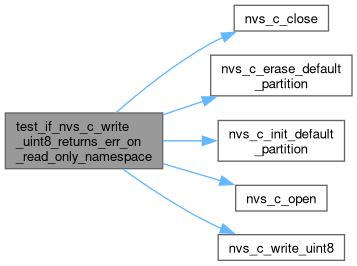 nvs_c_close
nvs_c_erase_default
_partition
test_if_nvs_c_write
_uint8_returns_err_on
_read_only_namespace
nvs_c_init_default
_partition
nvs_c_open
nvs_c_write_uint8